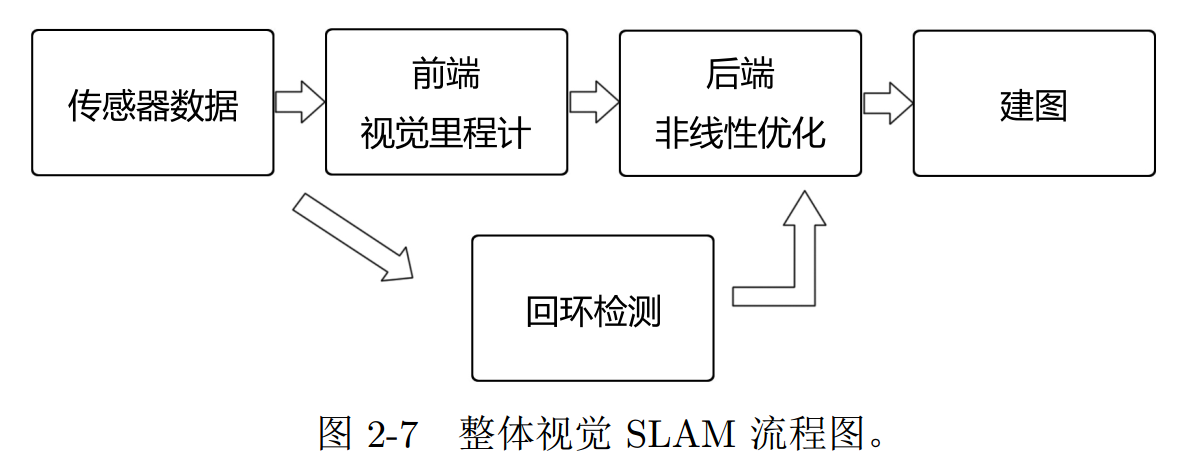 传感器数据
前端
视觉里程计
后端
非线性优化
建图
回环检测
图 2-7 整体视觉 SLAM 流程图。